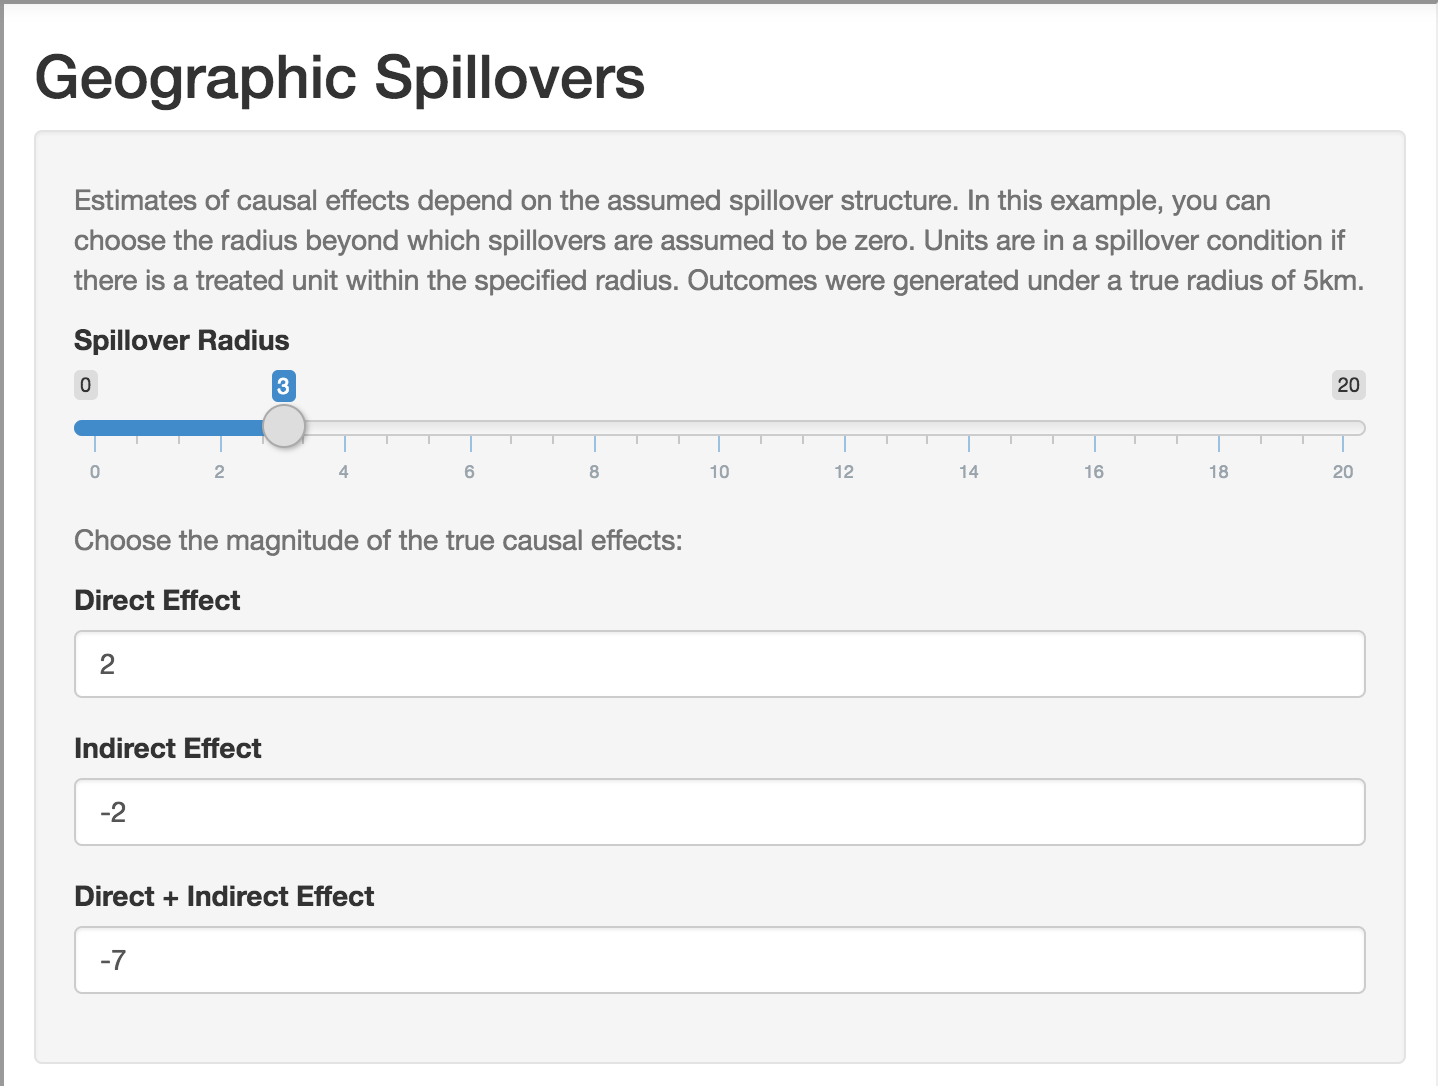 Geographic Spillovers
Estimates of causal effects depend on the assumed spillover structure. In this example, you can
choose the radius beyond which spillovers are assumed to be zero. Units are in a spillover condition if
there is a treated unit within the specified radius. Outcomes were generated under a true radius of 5km.
Spillover Radius
0 3 20
0 2 4 6 8 10 12 14 16 18 20
Choose the magnitude of the true causal effects:
Direct Effect
2
Indirect Effect
-2
Direct + Indirect Effect
-7